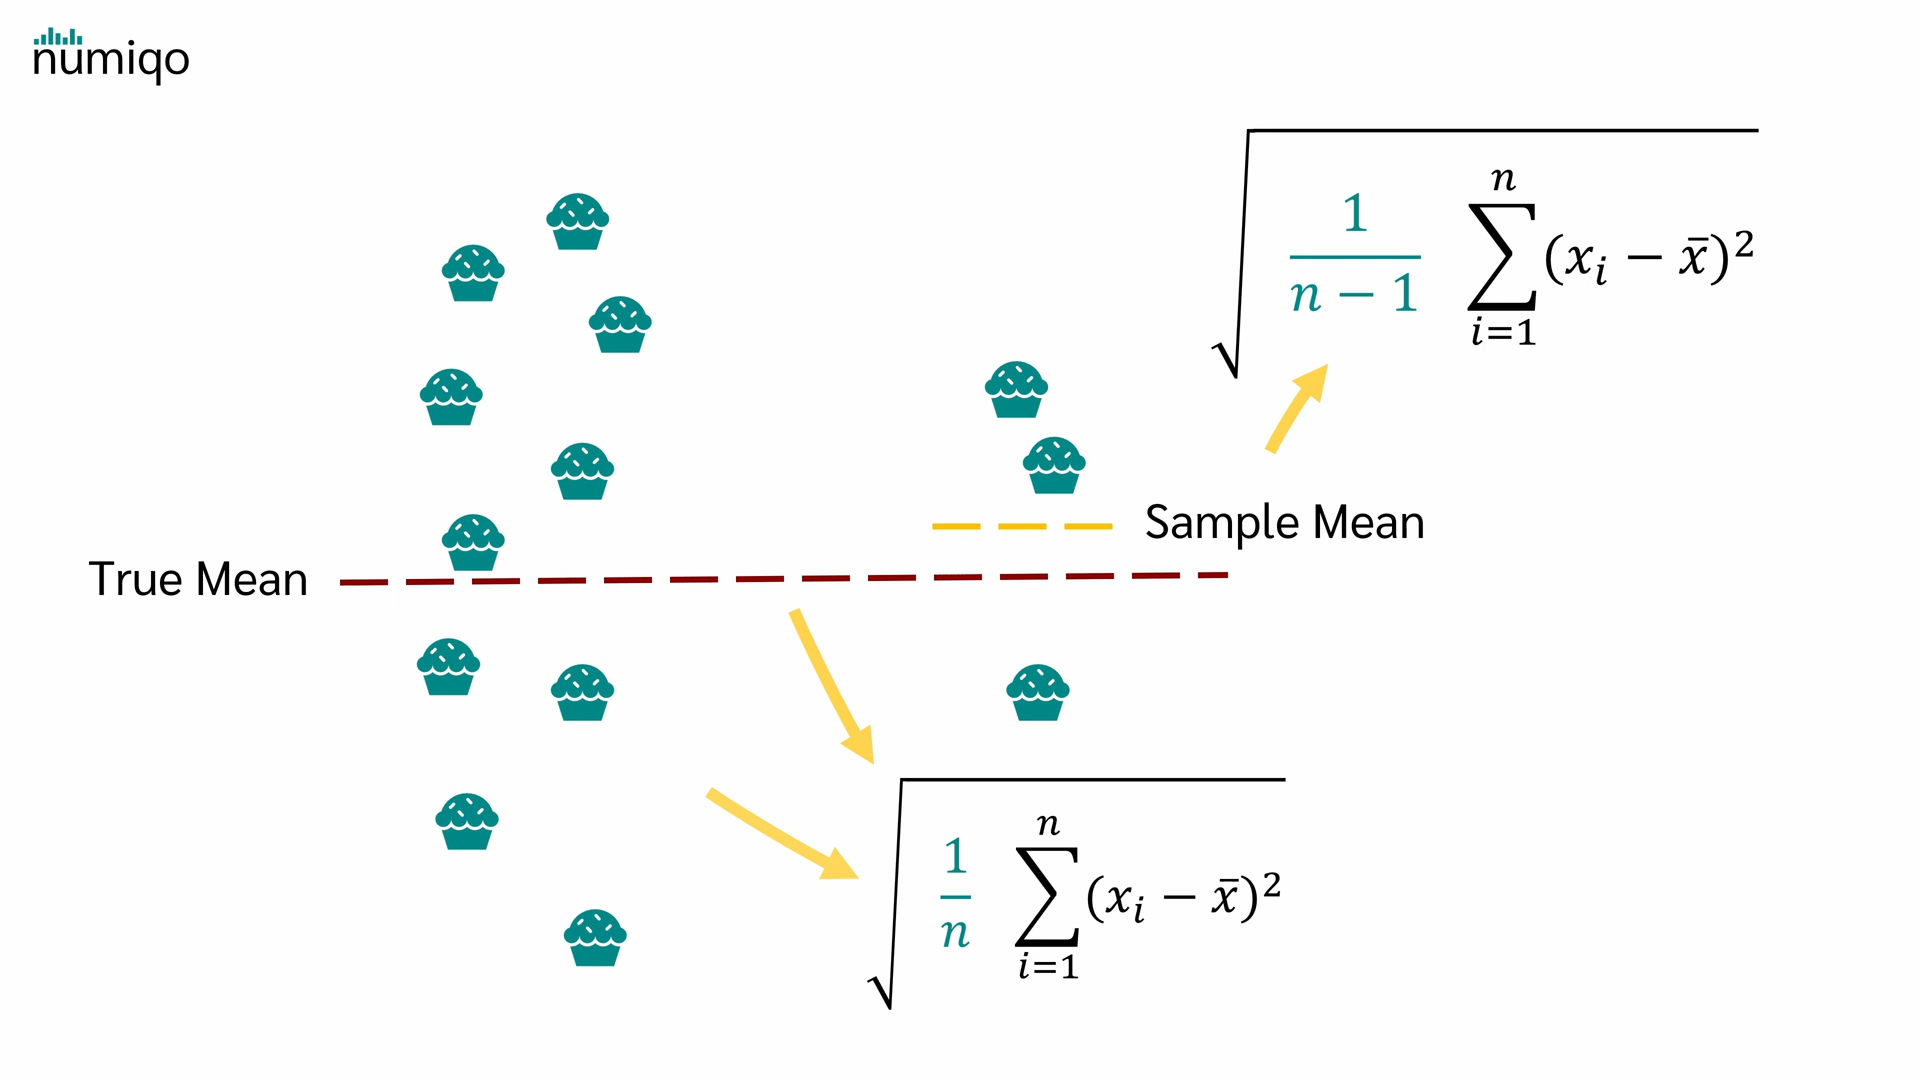 numiqo
√(1/(n − 1) ∑_{i=1}^{n} (x_i − x̄)²)
Sample Mean
True Mean
√(1/n ∑_{i=1}^{n} (x_i − x̄)²)